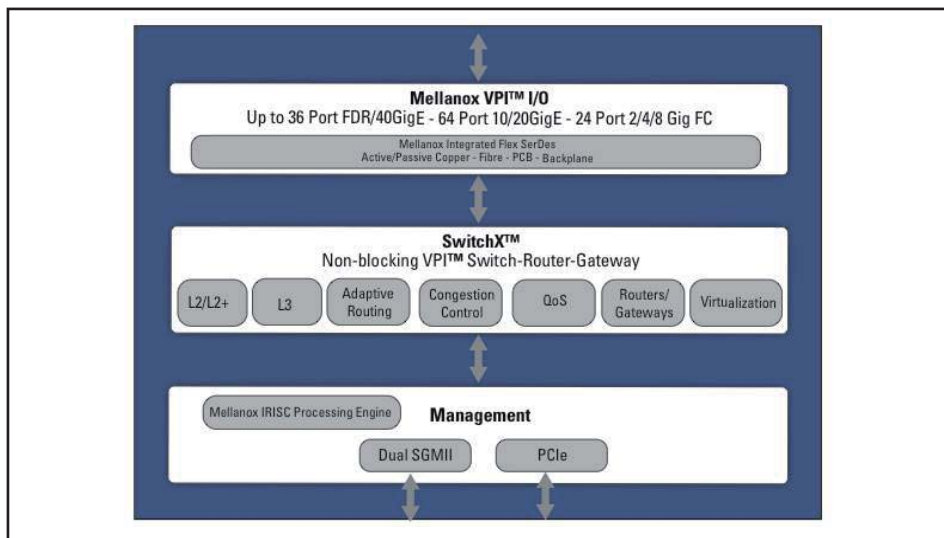 Mellanox VPI™ I/O
Up to 36 Port FDR/40GigE - 64 Port 10/20GigE - 24 Port 2/4/8 Gig FC
Mellanox Integrated Flex SerDes
Active/Passive Copper - Fibre - PCB - Backplane
SwitchX™
Non-blocking VPI™ Switch-Router-Gateway
L2/L2+
L3
Adaptive
Routing
Congestion
Control
QoS
Routers/
Gateways
Virtualization
Mellanox IRISC Processing Engine
Management
Dual SGMII
PCIe